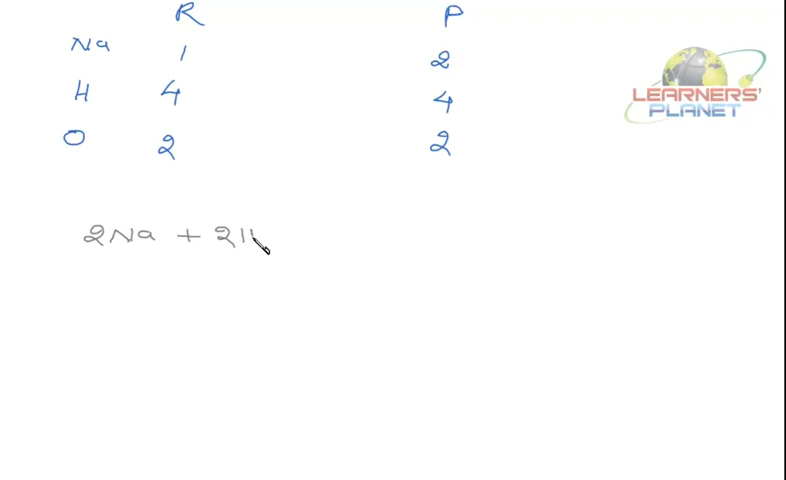 R P
Na 1 2
H 4 4
O 2 2
LEARNERS'
PLANET
2Na + 2